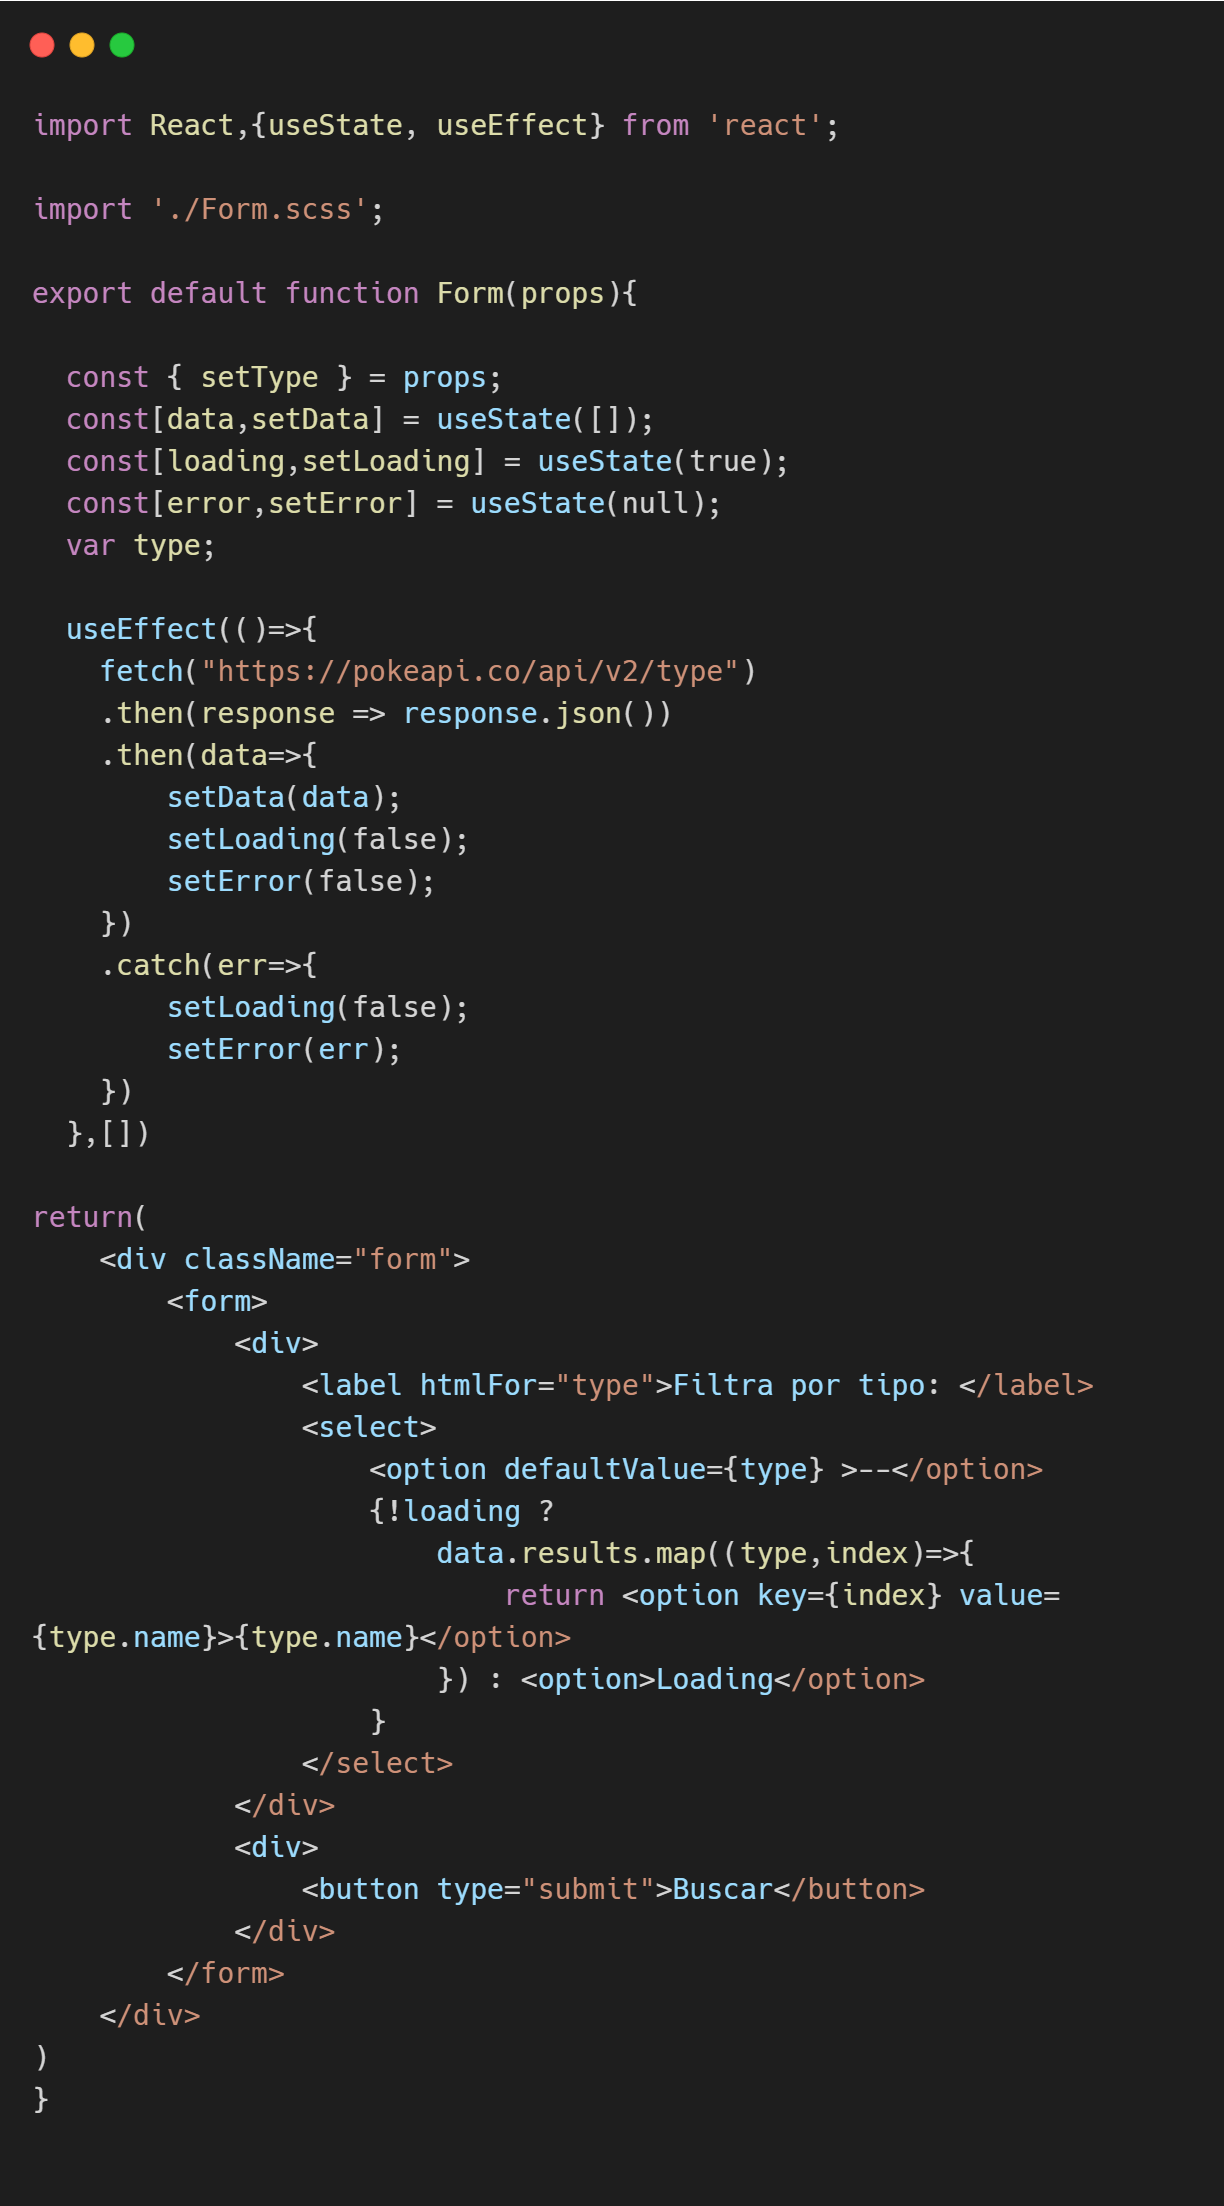 import React,{useState, useEffect} from 'react';

import './Form.scss';

export default function Form(props){

  const { setType } = props;
  const[data,setData] = useState([]);
  const[loading,setLoading] = useState(true);
  const[error,setError] = useState(null);
  var type;

  useEffect(()=>{
    fetch("https://pokeapi.co/api/v2/type")
    .then(response => response.json())
    .then(data=>{
        setData(data);
        setLoading(false);
        setError(false);
    })
    .catch(err=>{
        setLoading(false);
        setError(err);
    })
  },[])

return(
    <div className="form">
        <form>
            <div>
                <label htmlFor="type">Filtra por tipo: </label>
                <select>
                    <option defaultValue={type} >--</option>
                    {!loading ?
                        data.results.map((type,index)=>{
                            return <option key={index} value=
{type.name}>{type.name}</option>
                        }) : <option>Loading</option>
                    }
                </select>
            </div>
            <div>
                <button type="submit">Buscar</button>
            </div>
        </form>
    </div>
)
}